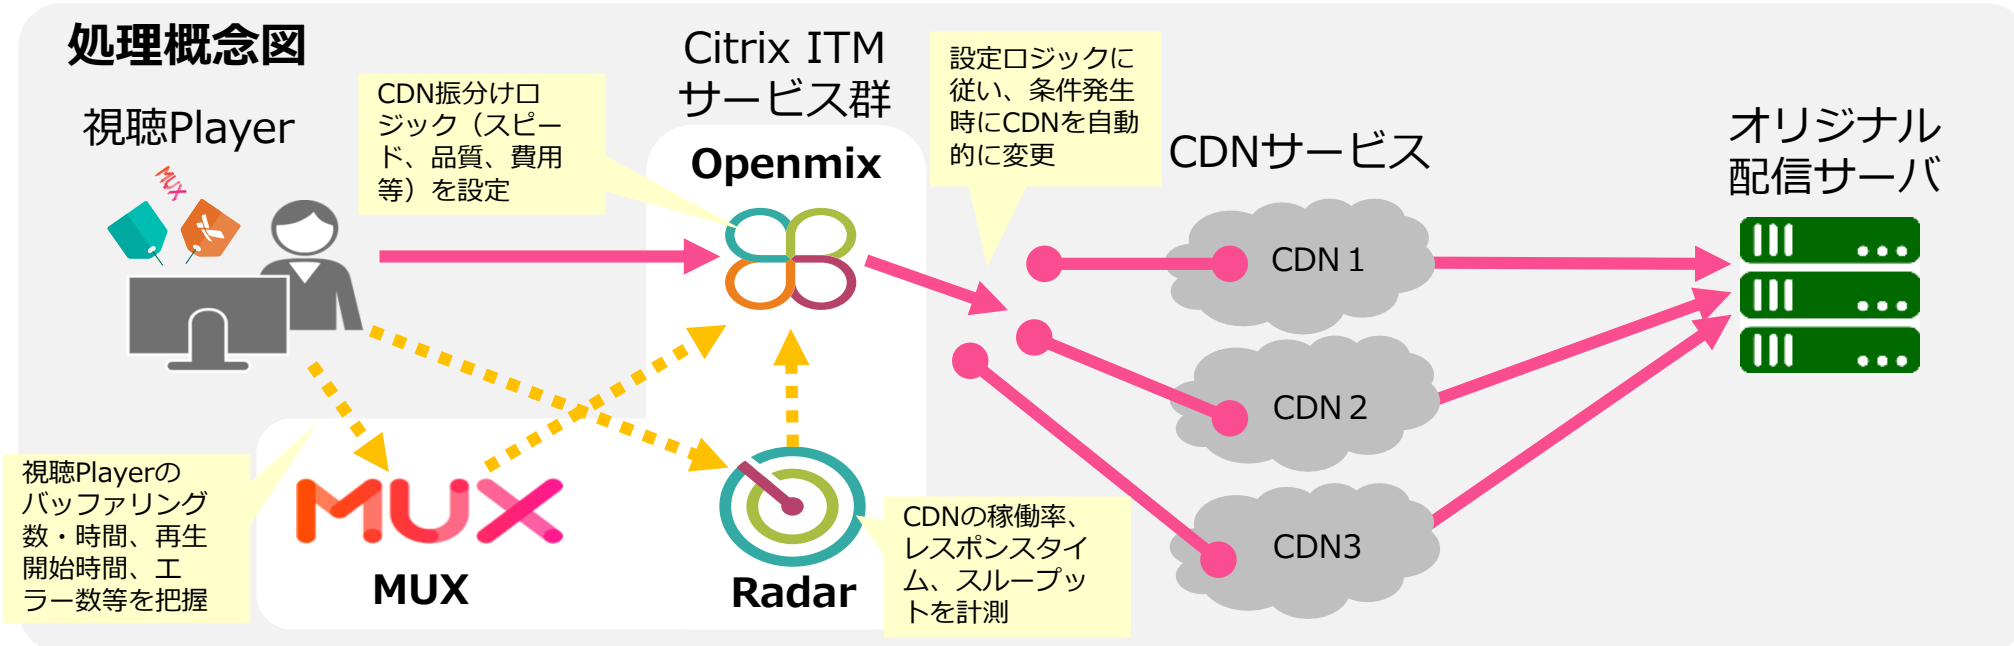 処理概念図
視聴Player
MUX
CDN振分けロ
ジック（スピー
ド、品質、費用
等）を設定
Citrix ITM
サービス群
Openmix
設定ロジックに
従い、条件発生
時にCDNを自動
的に変更
CDNサービス
オリジナル
配信サーバ
CDN１
CDN２
CDN3
視聴Playerの
バッファリング
数・時間、再生
開始時間、エ
ラー数等を把握
MUX
MUX
Radar
CDNの稼働率、
レスポンスタイ
ム、スループッ
トを計測